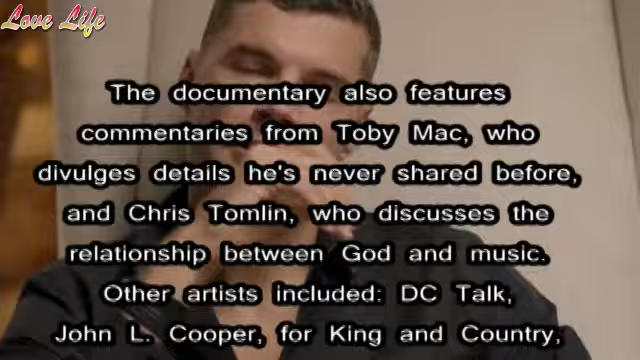 Love Life
The documentary also features
commentaries from Toby Mac, who
divulges details he's never shared before,
and Chris Tomlin, who discusses the
relationship between God and music.
Other artists included: DC Talk,
John L. Cooper, for King and Country,